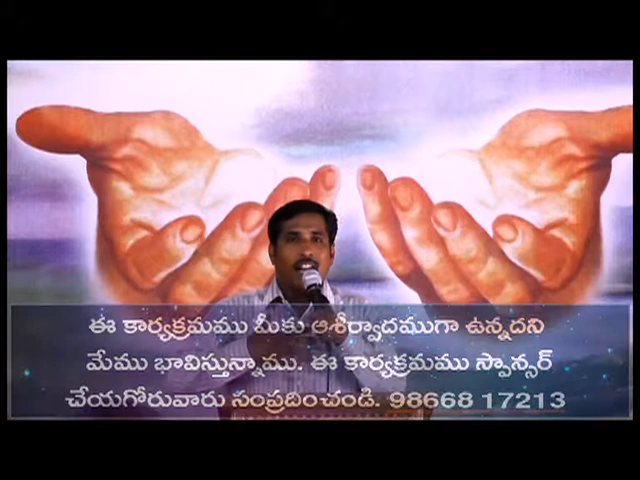 ఈ కార్యక్రమము మీకు ఆశీర్వాదముగా ఉన్నదని
మేము భావిస్తున్నాము. ఈ కార్యక్రమము స్పాన్సర్
చేయగోరువారు సంప్రదించండి. 98668 17213